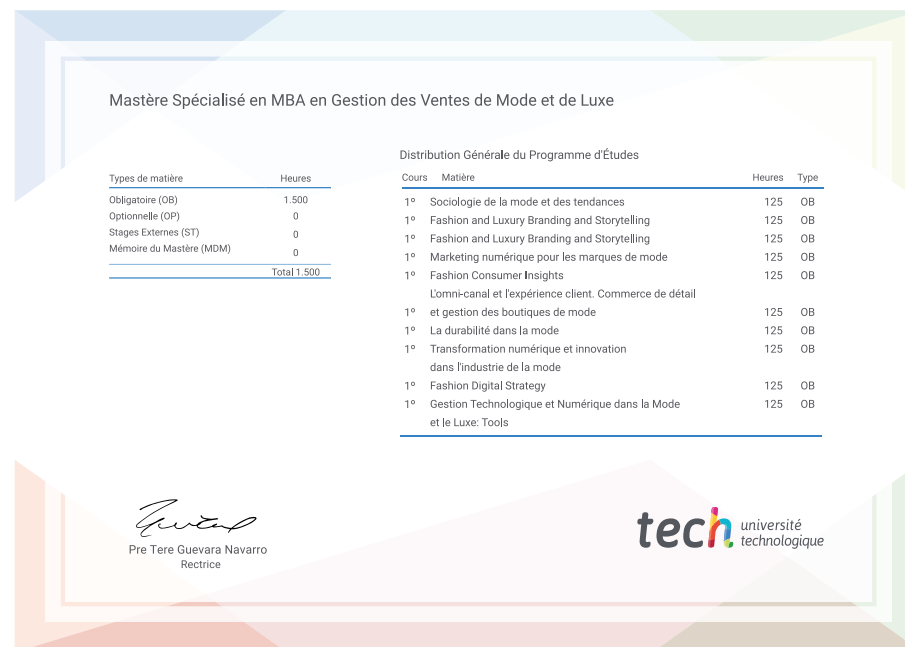 Mastère Spécialisé en MBA en Gestion des Ventes de Mode et de Luxe
Types de matière Heures
Obligatoire (OB) 1.500
Optionnelle (OP) 0
Stages Externes (ST) 0
Mémoire du Mastère (MDM) 0
Total 1.500
Distribution Générale du Programme d'Études
Cours Matière Heures Type
1º Sociologie de la mode et des tendances 125 OB
1º Fashion and Luxury Branding and Storytelling 125 OB
1º Fashion and Luxury Branding and Storytelling 125 OB
1º Marketing numérique pour les marques de mode 125 OB
1º Fashion Consumer Insights 125 OB
L'omni-canal et l'expérience client. Commerce de détail
1º et gestion des boutiques de mode 125 OB
1º La durabilité dans la mode 125 OB
1º Transformation numérique et innovation 125 OB
dans l'industrie de la mode
1º Fashion Digital Strategy 125 OB
1º Gestion Technologique et Numérique dans la Mode 125 OB
et le Luxe: Tools
Pre Tere Guevara Navarro
Rectrice
tech université
technologique